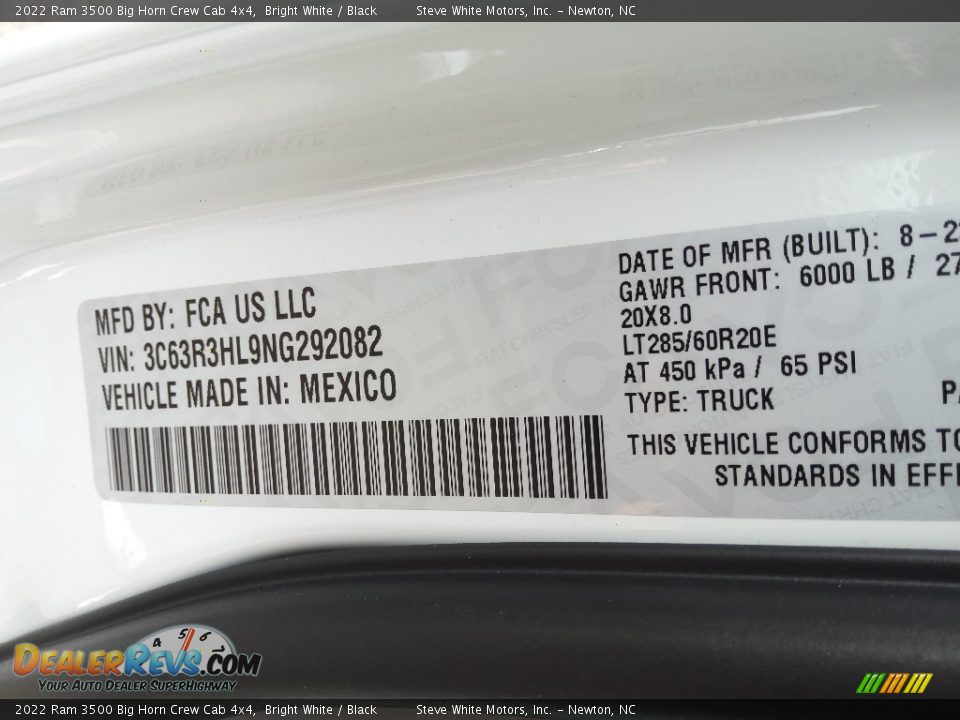 2022 Ram 3500 Big Horn Crew Cab 4x4, Bright White / Black Steve White Motors, Inc. - Newton, NC
MFD BY: FCA US LLC
VIN: 3C63R3HL9NG292082
VEHICLE MADE IN: MEXICO
DATE OF MFR (BUILT): 8-2
GAWR FRONT: 6000 LB / 27
20X8.0
LT285/60R20E
AT 450 kPa / 65 PSI
TYPE: TRUCK
THIS VEHICLE CONFORMS TO
STANDARDS IN EFF
4 5 6
DealerRevs.com
Your Auto Dealer SuperHighway
2022 Ram 3500 Big Horn Crew Cab 4x4, Bright White / Black Steve White Motors, Inc. - Newton, NC